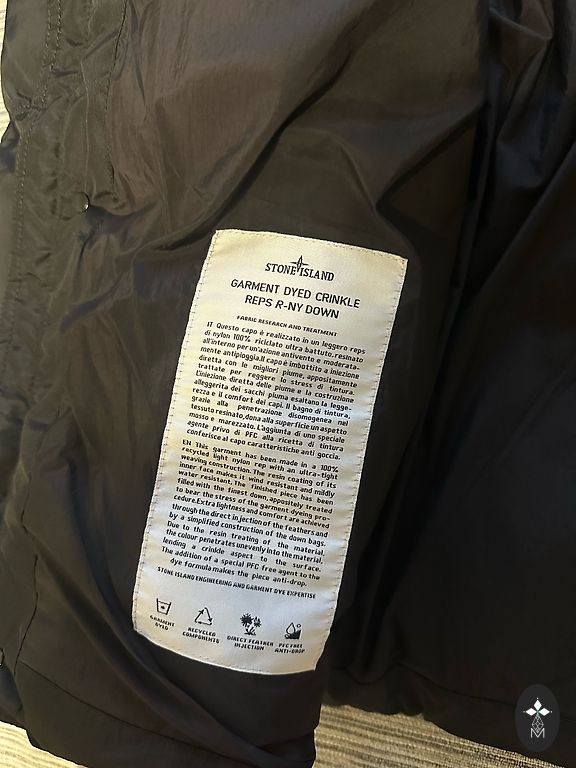 STONE ISLAND
GARMENT DYED CRINKLE
REPS R-NY DOWN
FABRIC RESEARCH AND TREATMENT
IT Questo capo è realizzato in un leggero reps
di nylon 100% riciclato ultra battuto, resinato
all'interno per un'azione antivento e moderata-
mente antipioggia.Il capo è imbottito a iniezione
diretta con le migliori piume, appositamente
trattate per reggere lo stress di tintura.
L'iniezione diretta delle piume e la costruzione
alleggerita dei sacchi piuma esaltano la legge-
rezza e il comfort dei capi. Il bagno di tintura,
grazie alla penetrazione disomogenea nel
tessuto resinato,dona alla superficie un aspetto
mosso e marezzato. L'aggiunta di uno speciale
agente privo di PFC alla ricetta di tintura
conferisce al capo caratteristiche anti goccia.
EN This garment has been made in a 100%
recycled light nylon rep with an ultra-tight
weaving construction. The resin coating of its
inner face makes it wind resistant and mildly
water resistant. The finished piece has been
filled with the finest down, appositely treated
to bear the stress of the garment dyeing pro-
cedure.Extra lightness and comfort are achieved
through the direct injection of the feathers and
by a simplified construction of the down bags.
Due to the resin treating of the material,
the colour penetrates unevenly into the material,
lending a crinkle aspect to the surface.
The addition of a special PFC free agent to the
dye formula makes the piece anti-drop.
STONE ISLAND ENGINEERING AND GARMENT DYE EXPERTISE
GARMENT DYED
RECYCLED COMPONENTS
DIRECT FEATHER INJECTION
PFC FREE ANTI-DROP
M